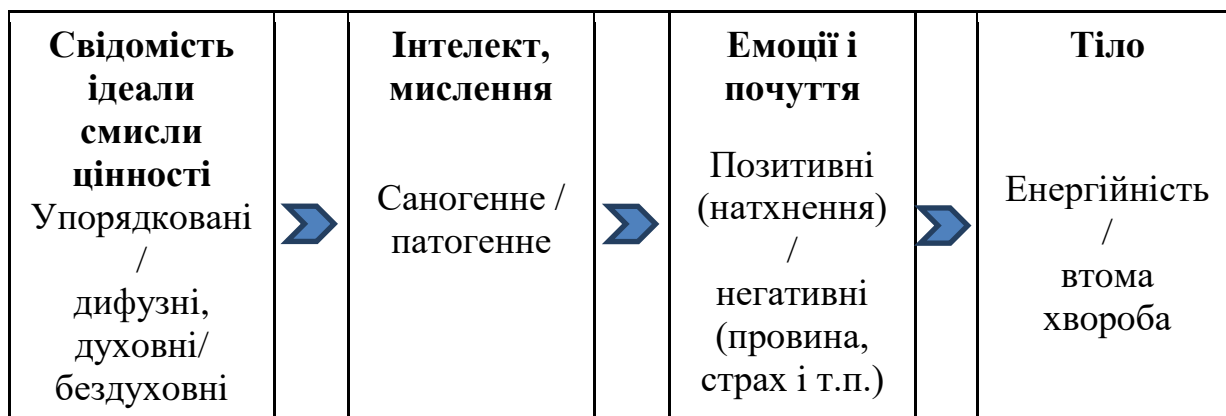 Свідомість
ідеали
смисли
цінності
Упорядковані
/
дифузні,
духовні/
бездуховні
Інтелект,
мислення
Саногенне /
патогенне
Емоції і
почуття
Позитивні
(натхнення)
/
негативні
(провина,
страх і т.п.)
Тіло
Енергійність
/
втома
хвороба